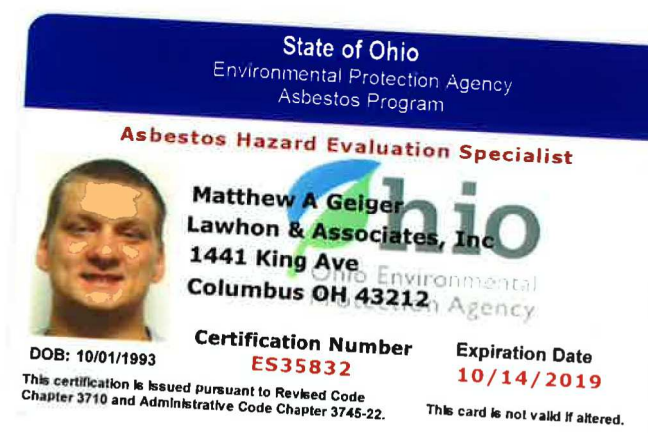 State of Ohio
Environmental Protection Agency
Asbestos Program
Asbestos Hazard Evaluation Specialist
Matthew A Geiger
Lawhon & Associates, Inc
1441 King Ave
Columbus OH 43212
Ohio
Ohio Environmental
Protection Agency
Certification Number
ES35832
Expiration Date
10/14/2019
DOB: 10/01/1993
This certification is issued pursuant to Revised Code
Chapter 3710 and Administrative Code Chapter 3745-22.
This card is not valid if altered.